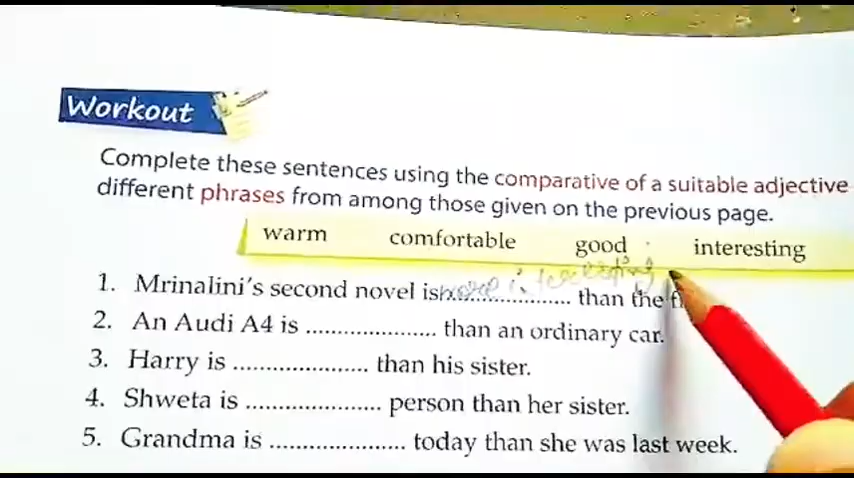 Workout
Complete these sentences using the comparative of a suitable adjective
different phrases from among those given on the previous page.
warm comfortable good interesting
1. Mrinalini's second novel is more interesting .................... than the
2. An Audi A4 is .................... than an ordinary car.
3. Harry is .................... than his sister.
4. Shweta is .................... person than her sister.
5. Grandma is .................... today than she was last week.